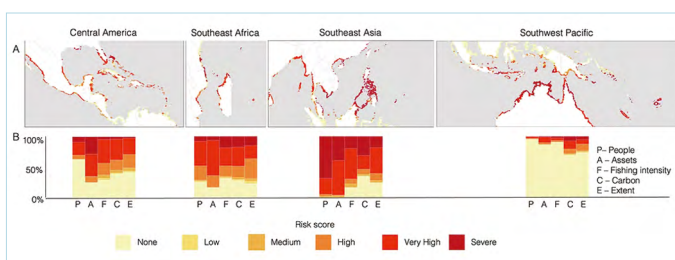 Central America
Southeast Africa
Southeast Asia
Southwest Pacific
A
B
100%
50%
0%
P A F C E
P A F C E
P A F C E
P A F C E
P – People
A – Assets
F – Fishing intensity
C – Carbon
E – Extent
Risk score
None
Low
Medium
High
Very High
Severe